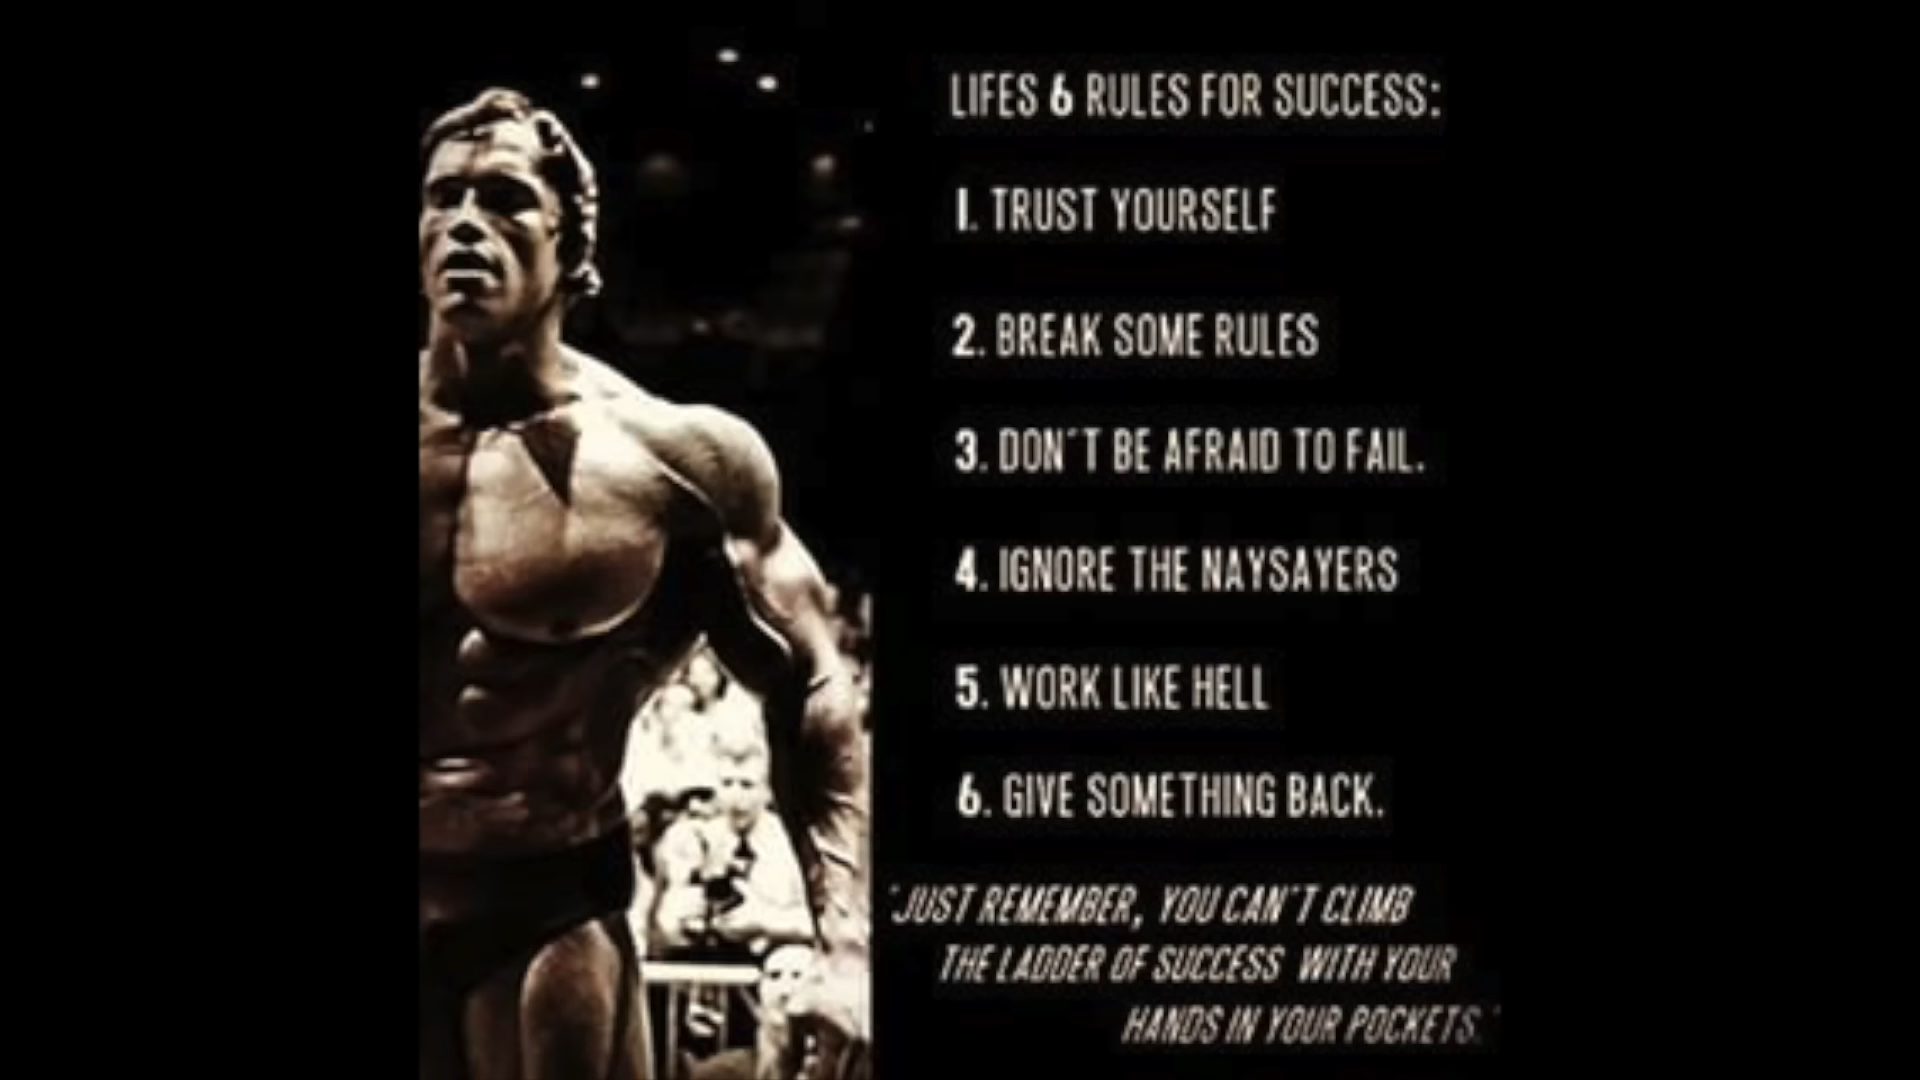 LIFES 6 RULES FOR SUCCESS:
1. TRUST YOURSELF
2. BREAK SOME RULES
3. DON´T BE AFRAID TO FAIL.
4. IGNORE THE NAYSAYERS
5. WORK LIKE HELL
6. GIVE SOMETHING BACK.
"JUST REMEMBER, YOU CAN´T CLIMB
THE LADDER OF SUCCESS WITH YOUR
HANDS IN YOUR POCKETS."